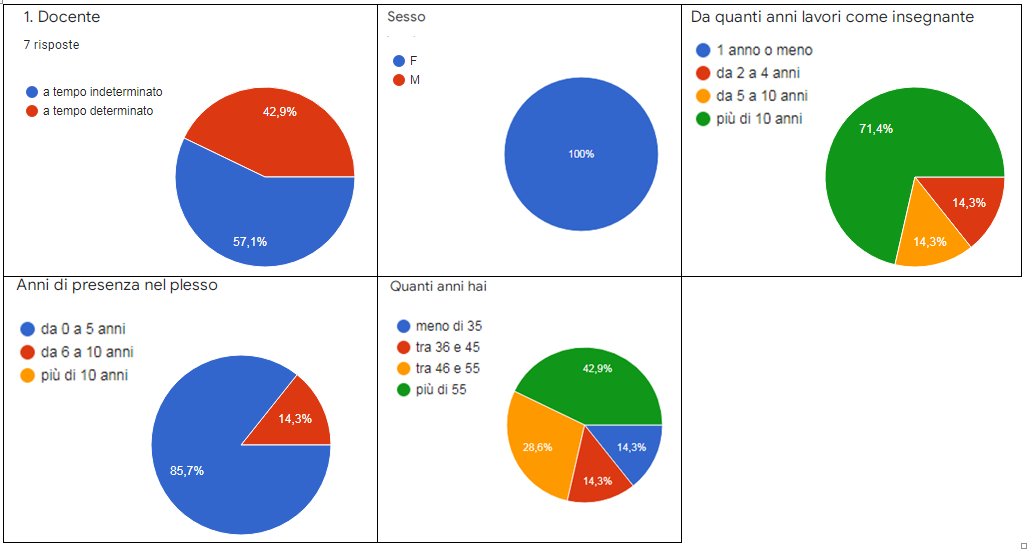 1. Docente
7 risposte
a tempo indeterminato
a tempo determinato
42,9%
57,1%
Sesso
F
M
100%
Da quanti anni lavori come insegnante
1 anno o meno
da 2 a 4 anni
da 5 a 10 anni
più di 10 anni
71,4%
14,3%
14,3%
Anni di presenza nel plesso
da 0 a 5 anni
da 6 a 10 anni
più di 10 anni
14,3%
85,7%
Quanti anni hai
meno di 35
tra 36 e 45
tra 46 e 55
più di 55
42,9%
28,6%
14,3%
14,3%